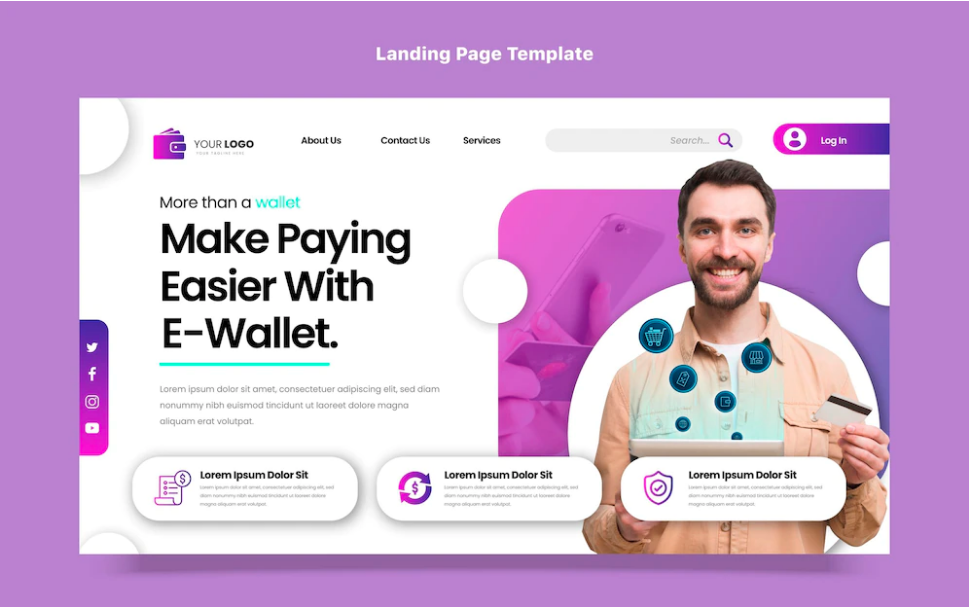 Landing Page Template
YOUR LOGO
YOUR TAGLINE HERE
About Us
Contact Us
Services
Search...
Log In
More than a wallet
Make Paying
Easier With
E-Wallet.
Lorem ipsum dolor sit amet, consectetuer adipiscing elit, sed diam
nonummy nibh euismod tincidunt ut laoreet dolore magna
aliquam erat volutpat.
Lorem Ipsum Dolor Sit
Lorem ipsum dolor sit amet, consectetuer adipiscing elit, sed
diam nonummy nibh euismod tincidunt ut laoreet dolore
magna aliquam erat volutpat.
Lorem Ipsum Dolor Sit
Lorem ipsum dolor sit amet, consectetuer adipiscing elit, sed
diam nonummy nibh euismod tincidunt ut laoreet dolore
magna aliquam erat volutpat.
Lorem Ipsum Dolor Sit
Lorem ipsum dolor sit amet, consectetuer adipiscing elit, sed
diam nonummy nibh euismod tincidunt ut laoreet dolore
magna aliquam erat volutpat.